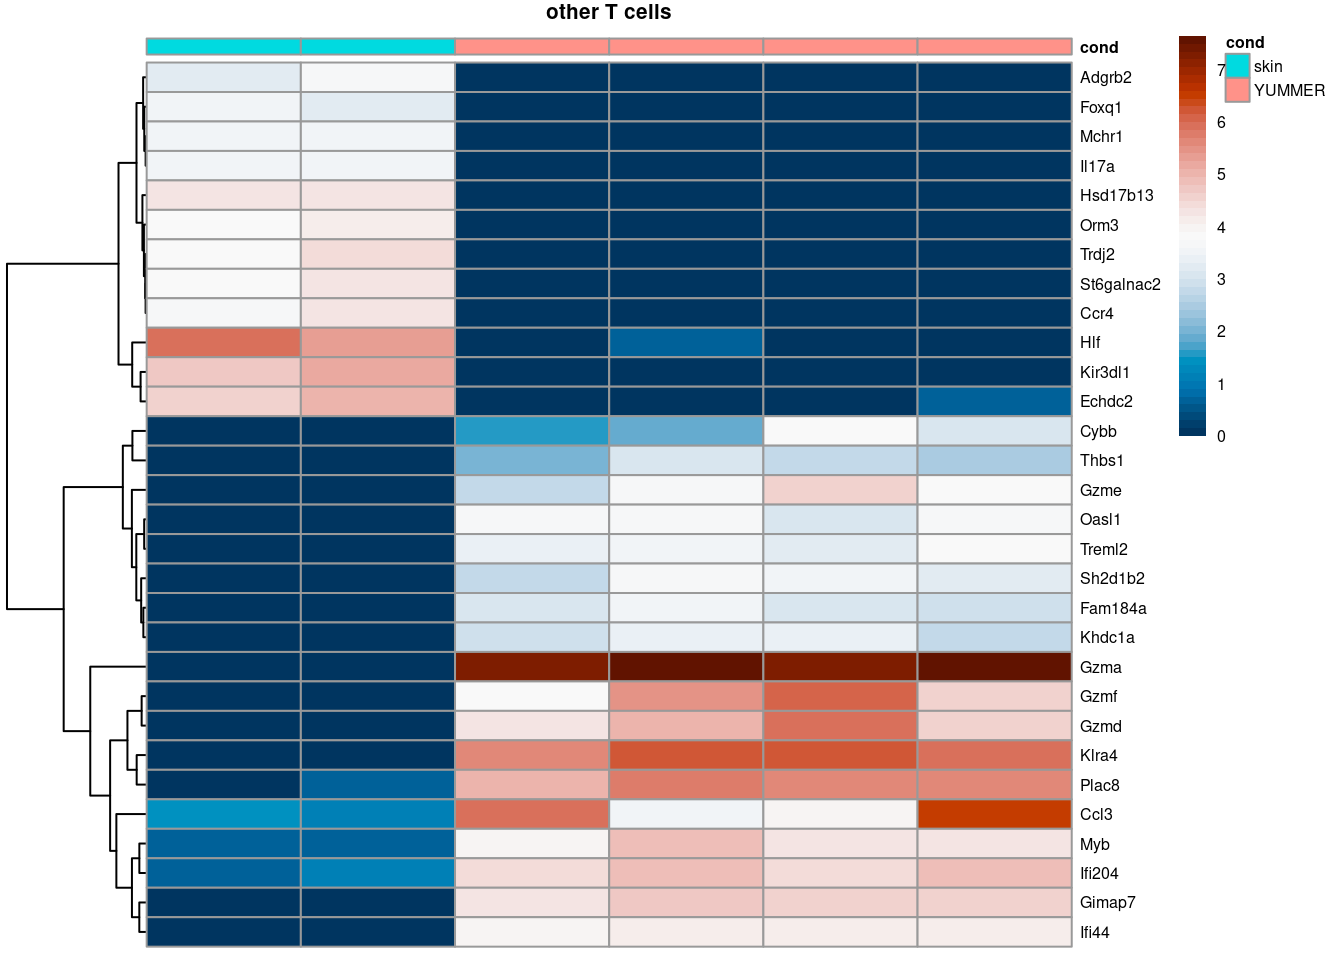 other T cells
cond
Adgrb2
Foxq1
Mchr1
Il17a
Hsd17b13
Orm3
Trdj2
St6galnac2
Ccr4
Hlf
Kir3dl1
Echdc2
Cybb
Thbs1
Gzme
Oasl1
Treml2
Sh2d1b2
Fam184a
Khdc1a
Gzma
Gzmf
Gzmd
Klra4
Plac8
Ccl3
Myb
Ifi204
Gimap7
Ifi44
7
6
5
4
3
2
1
0
cond
skin
YUMMER